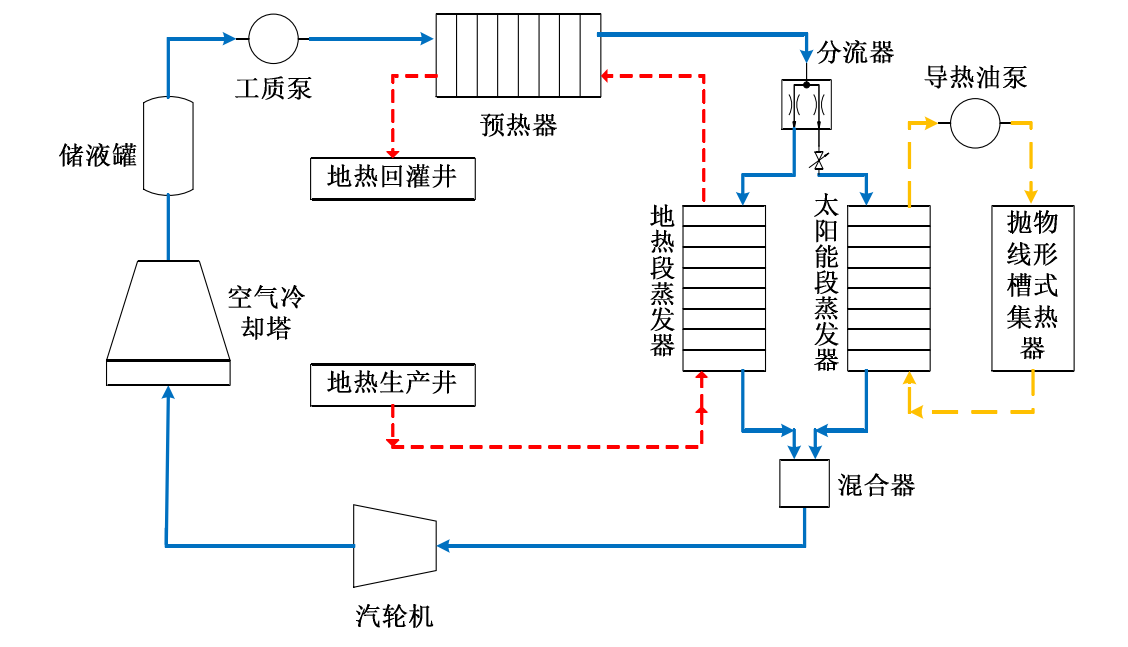 分流器
导热油泵
工质泵
预热器
储液罐
地热回灌井
地热段蒸发器
太阳能段蒸发器
抛物
线形
槽式
集热
器
空气冷
却塔
地热生产井
混合器
汽轮机